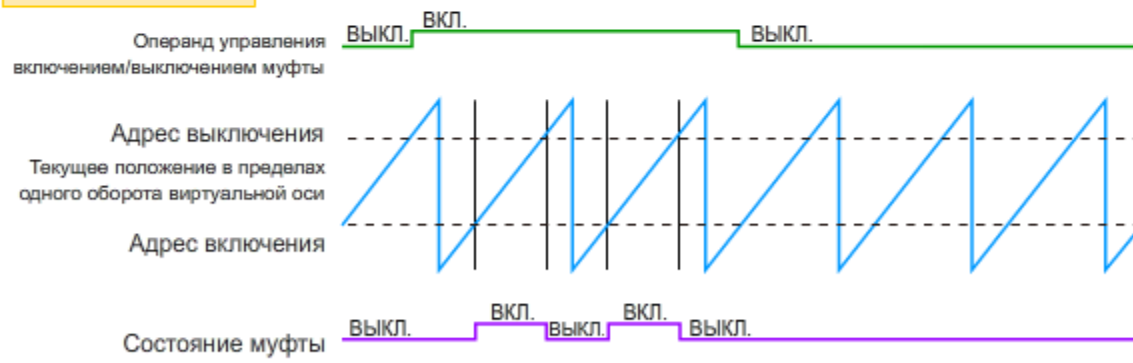 ВКЛ.
ВЫКЛ. ВЫКЛ.
Операнд управления
включением/выключением муфты
Адрес выключения
Текущее положение в пределах
одного оборота виртуальной оси
Адрес включения
ВКЛ. ВКЛ.
ВЫКЛ. ВЫКЛ. ВЫКЛ.
Состояние муфты